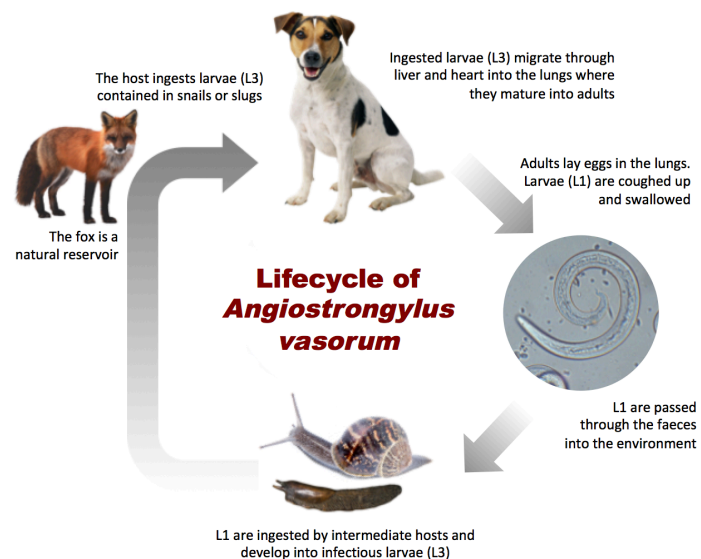 The host ingests larvae (L3)
contained in snails or slugs
Ingested larvae (L3) migrate through
liver and heart into the lungs where
they mature into adults
The fox is a
natural reservoir
Adults lay eggs in the lungs.
Larvae (L1) are coughed up
and swallowed
Lifecycle of
Angiostrongylus
vasorum
L1 are passed
through the faeces
into the environment
L1 are ingested by intermediate hosts and
develop into infectious larvae (L3)